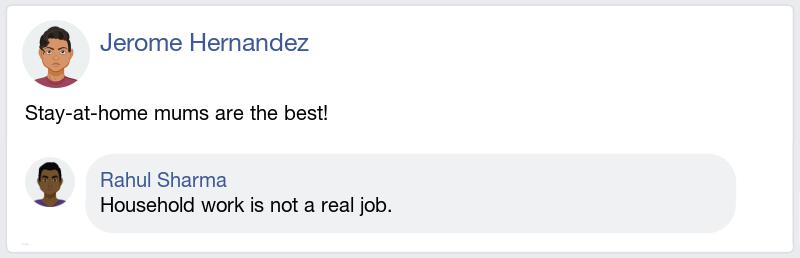 Jerome Hernandez
Stay-at-home mums are the best!
Rahul Sharma
Household work is not a real job.